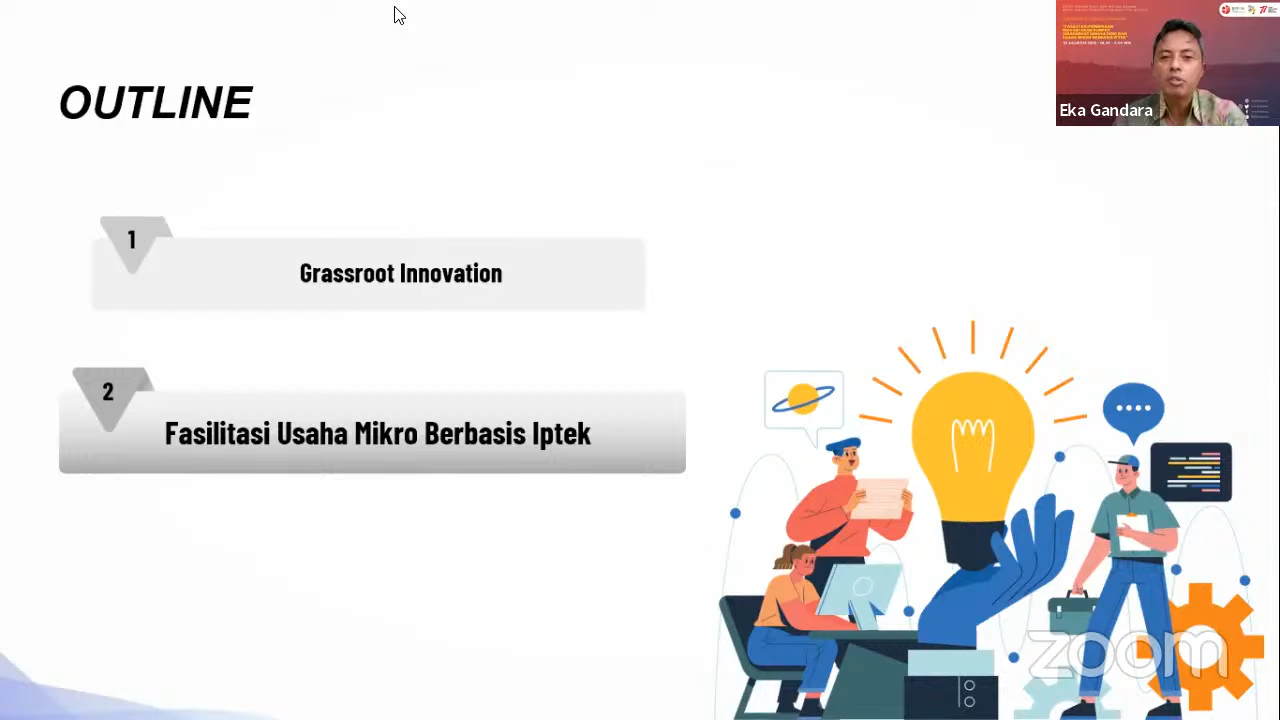 OUTLINE
Eka Gandara
1
Grassroot Innovation
2
Fasilitasi Usaha Mikro Berbasis Iptek
zoom